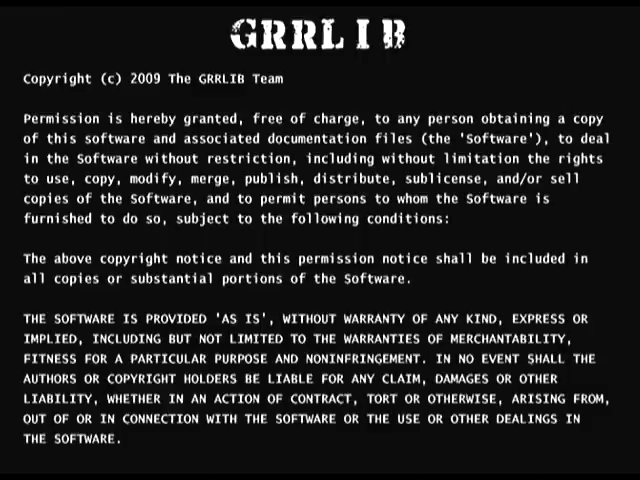 GRRLIB
Copyright (c) 2009 The GRRLIB Team
Permission is hereby granted, free of charge, to any person obtaining a copy
of this software and associated documentation files (the 'Software'), to deal
in the Software without restriction, including without limitation the rights
to use, copy, modify, merge, publish, distribute, sublicense, and/or sell
copies of the Software, and to permit persons to whom the Software is
furnished to do so, subject to the following conditions:
The above copyright notice and this permission notice shall be included in
all copies or substantial portions of the Software.
THE SOFTWARE IS PROVIDED 'AS IS', WITHOUT WARRANTY OF ANY KIND, EXPRESS OR
IMPLIED, INCLUDING BUT NOT LIMITED TO THE WARRANTIES OF MERCHANTABILITY,
FITNESS FOR A PARTICULAR PURPOSE AND NONINFRINGEMENT. IN NO EVENT SHALL THE
AUTHORS OR COPYRIGHT HOLDERS BE LIABLE FOR ANY CLAIM, DAMAGES OR OTHER
LIABILITY, WHETHER IN AN ACTION OF CONTRACT, TORT OR OTHERWISE, ARISING FROM,
OUT OF OR IN CONNECTION WITH THE SOFTWARE OR THE USE OR OTHER DEALINGS IN
THE SOFTWARE.